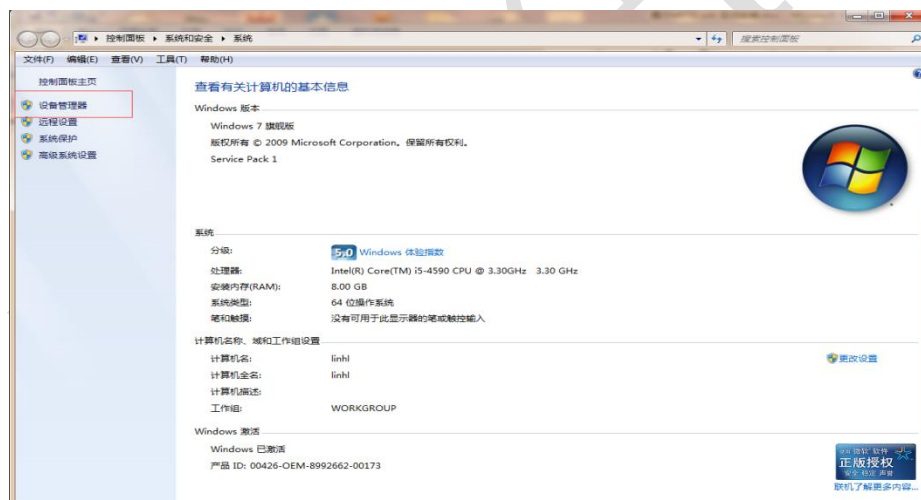 控制面板 ▸ 系统和安全 ▸ 系统
搜索控制面板
文件(F) 编辑(E) 查看(V) 工具(T) 帮助(H)
控制面板主页
设备管理器
远程设置
系统保护
高级系统设置
查看有关计算机的基本信息
Windows 版本
Windows 7 旗舰版
版权所有 © 2009 Microsoft Corporation。保留所有权利。
Service Pack 1
系统
分级: 5.0 Windows 体验指数
处理器: Intel(R) Core(TM) i5-4590 CPU @ 3.30GHz 3.30 GHz
安装内存(RAM): 8.00 GB
系统类型: 64 位操作系统
笔和触摸: 没有可用于此显示器的笔或触控输入
计算机名称、域和工作组设置
计算机名: linhl 更改设置
计算机全名: linhl
计算机描述:
工作组: WORKGROUP
Windows 激活
Windows 已激活
产品 ID: 00426-OEM-8992662-00173
微软 软件
正版授权
安全 稳定 声誉
联机了解更多内容...